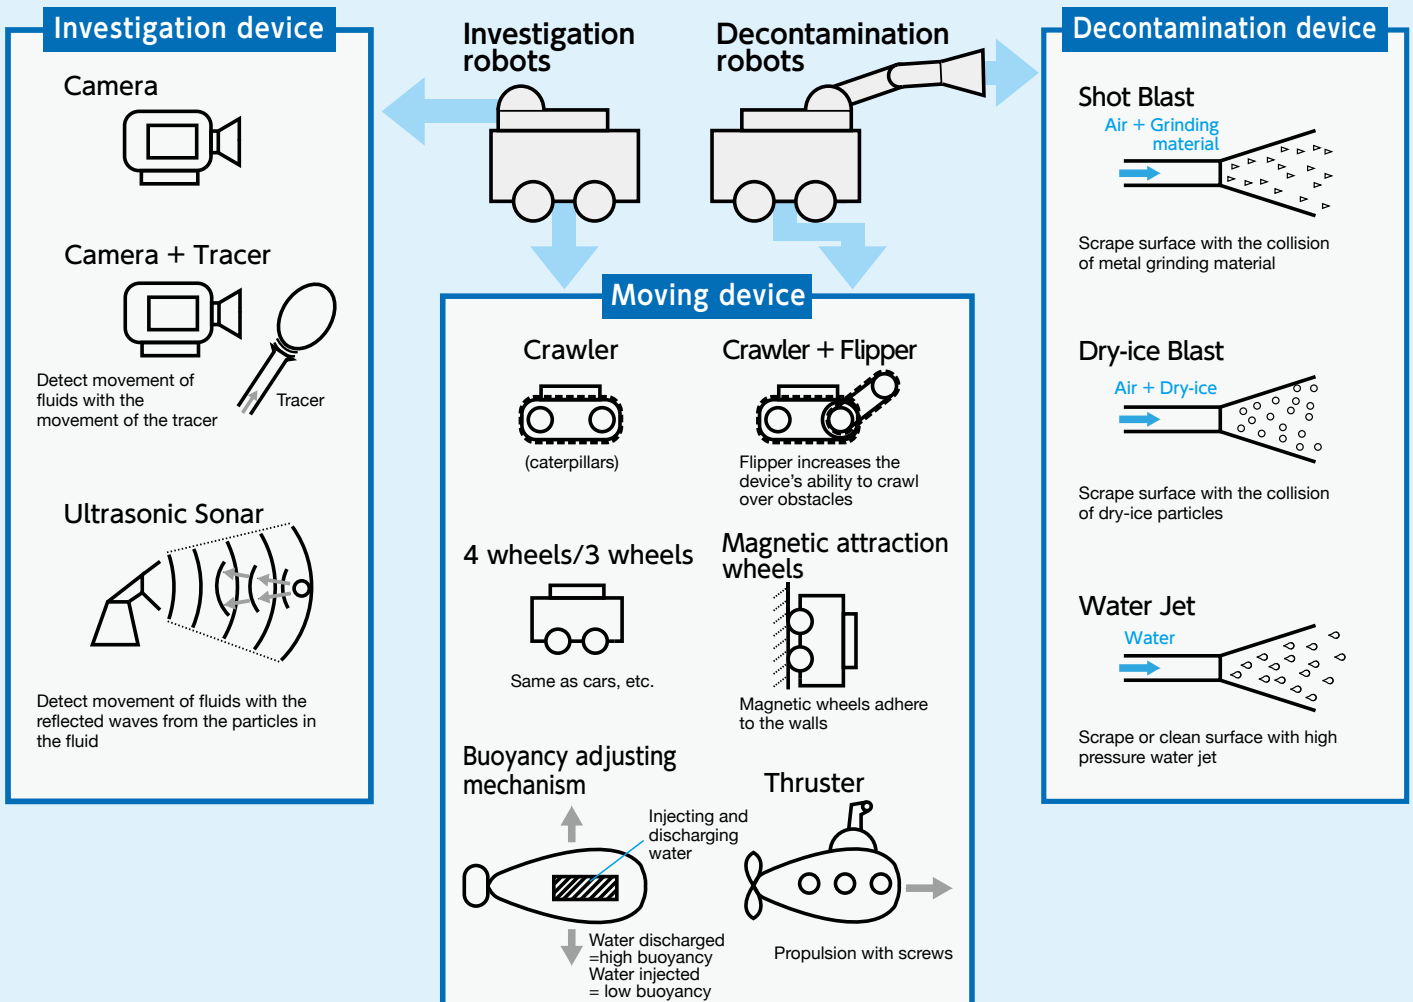 Investigation device
Camera
Camera + Tracer
Detect movement of
fluids with the
movement of the tracer
Tracer
Ultrasonic Sonar
Detect movement of fluids with the
reflected waves from the particles in
the fluid
Investigation
robots
Decontamination
robots
Moving device
Crawler
(caterpillars)
Crawler + Flipper
Flipper increases the
device's ability to crawl
over obstacles
4 wheels/3 wheels
Same as cars, etc.
Magnetic attraction
wheels
Magnetic wheels adhere
to the walls
Buoyancy adjusting
mechanism
Injecting and
discharging
water
Water discharged
=high buoyancy
Water injected
= low buoyancy
Thruster
Propulsion with screws
Decontamination device
Shot Blast
Air + Grinding
material
Scrape surface with the collision
of metal grinding material
Dry-ice Blast
Air + Dry-ice
Scrape surface with the collision
of dry-ice particles
Water Jet
Water
Scrape or clean surface with high
pressure water jet